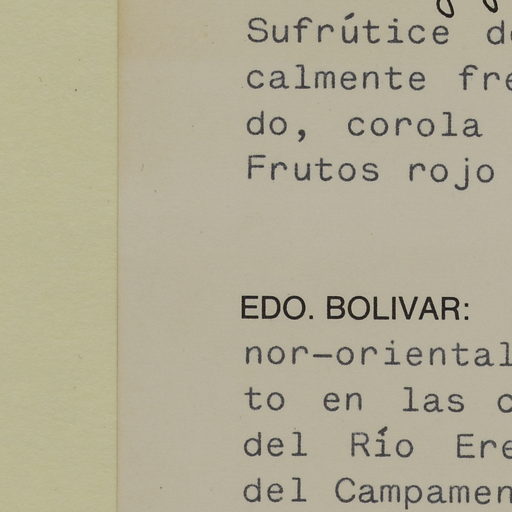 Sufrútice d
calmente fre
do, corola
Frutos rojo
EDO. BOLIVAR:
nor-oriental
to en las c
del Río Ere
del Campamen